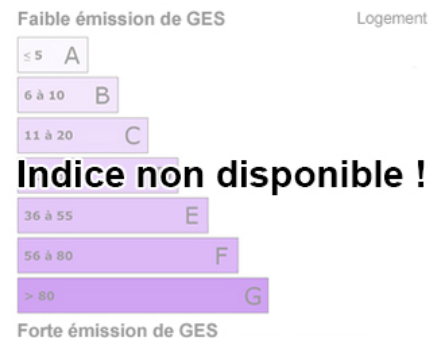 Faible émission de GES
Logement
≤ 5 A
6 à 10 B
11 à 20 C
Indice non disponible !
36 à 55 E
56 à 80 F
> 80 G
Forte émission de GES